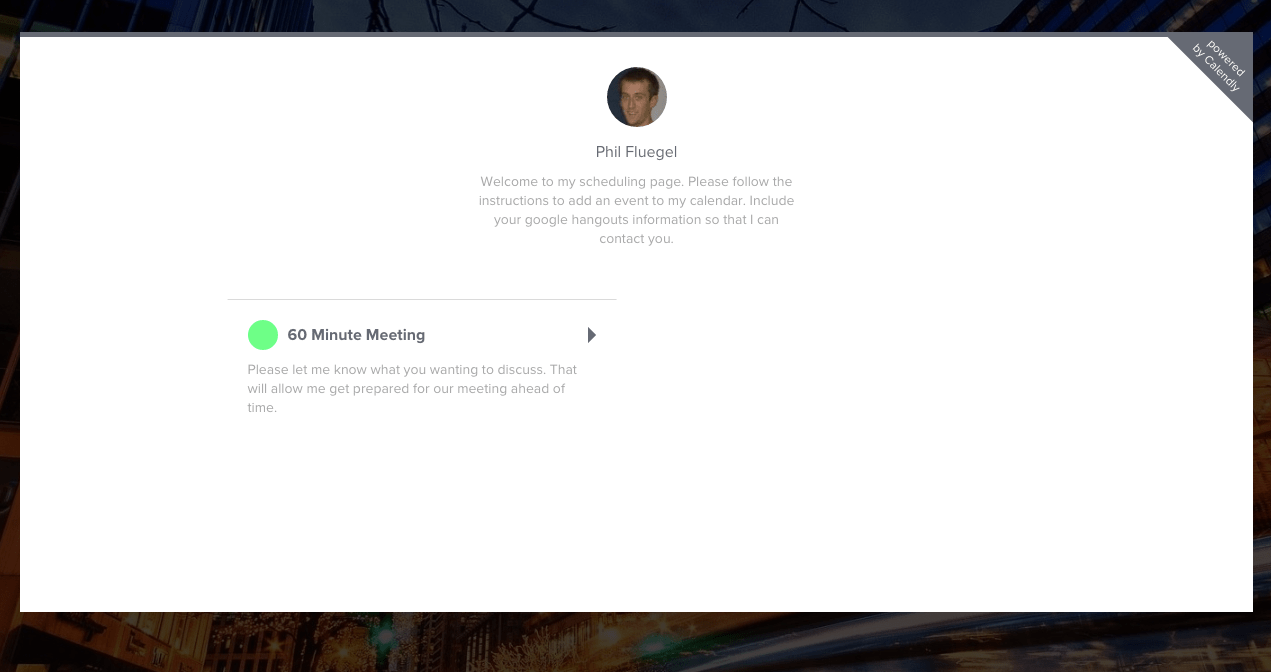 powered
by Calendly
Phil Fluegel
Welcome to my scheduling page. Please follow the
instructions to add an event to my calendar. Include
your google hangouts information so that I can
contact you.
60 Minute Meeting
Please let me know what you wanting to discuss. That
will allow me get prepared for our meeting ahead of
time.